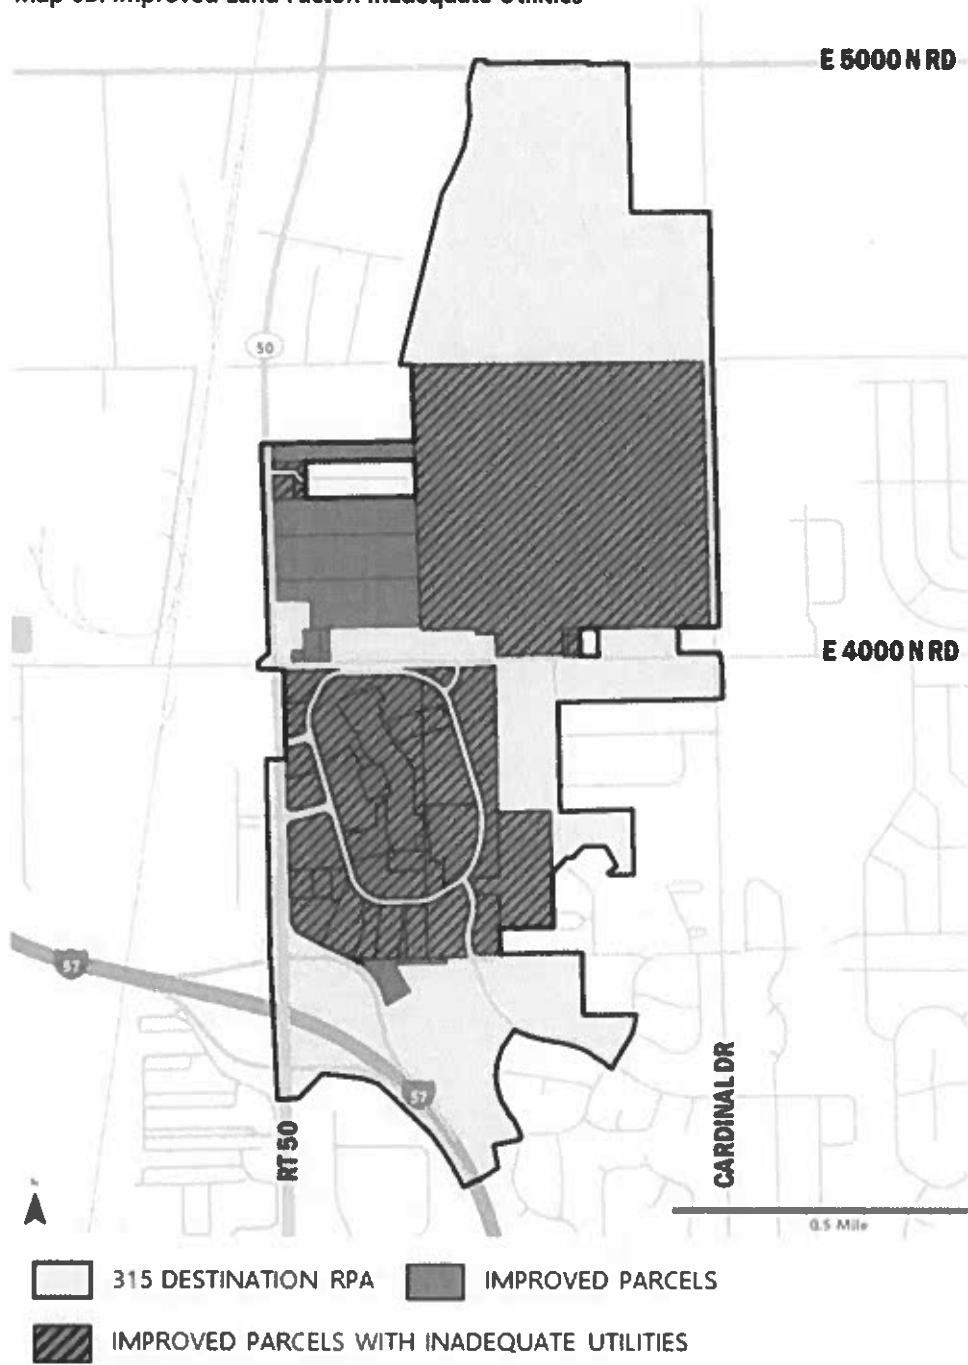 E 5000 N RD
50
E 4000 N RD
57
57
RT 50
CARDINAL DR
0.5 Mile
315 DESTINATION RPA
IMPROVED PARCELS
IMPROVED PARCELS WITH INADEQUATE UTILITIES